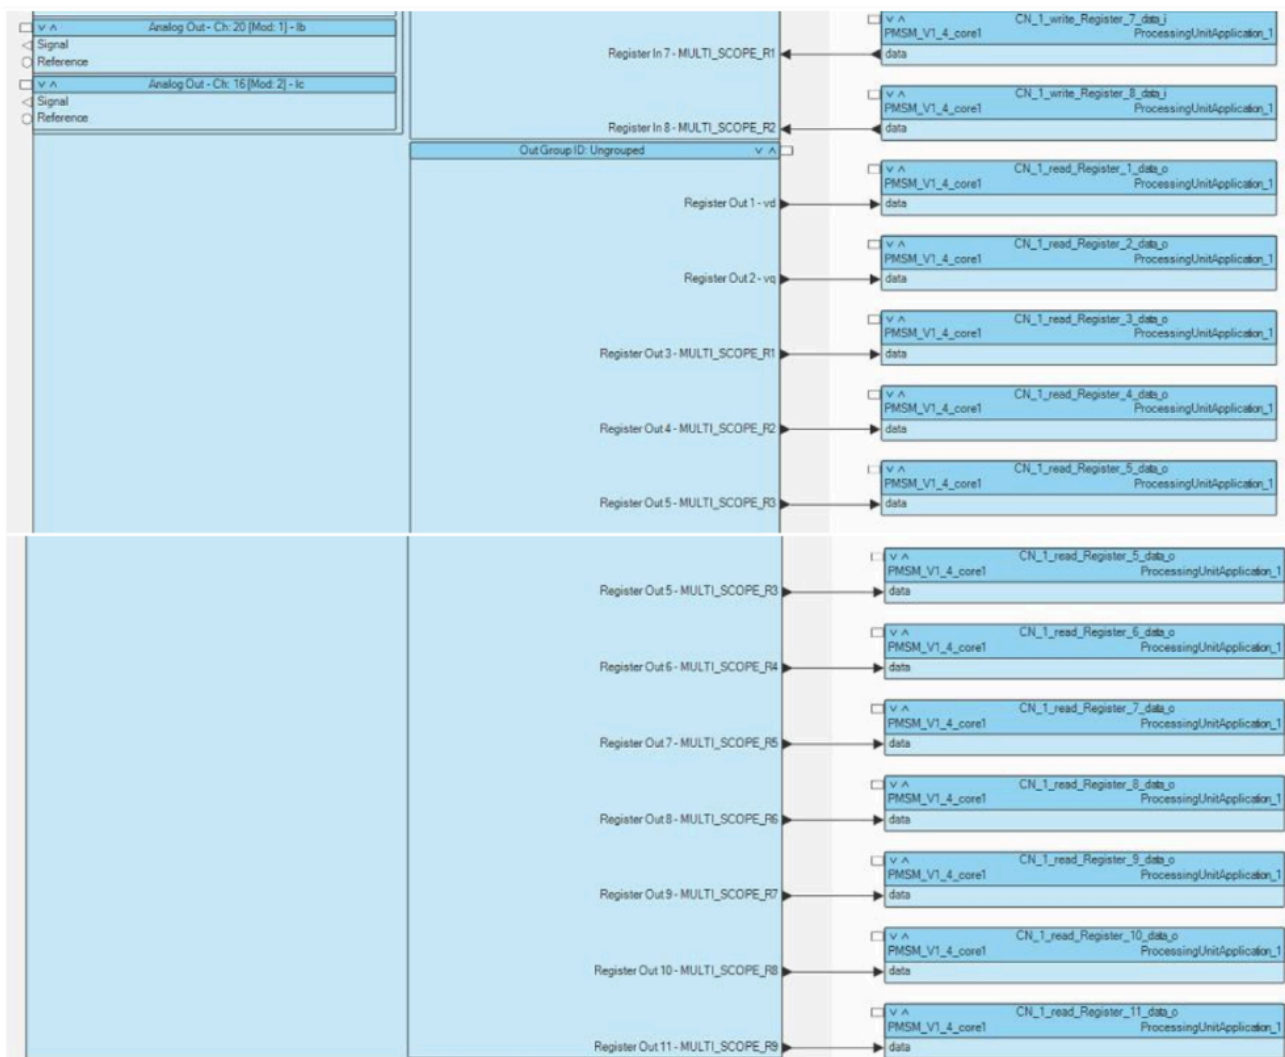 Analog Out - Ch: 20 [Mod: 1] - Ib
Signal
Reference
Analog Out - Ch: 16 [Mod: 2] - Ic
Signal
Reference
Register In 7 - MULTI_SCOPE_R1
CN_1_write_Register_7_data_i
PMSM_V1_4_core1 ProcessingUnitApplication_1
data
Register In 8 - MULTI_SCOPE_R2
CN_1_write_Register_8_data_i
PMSM_V1_4_core1 ProcessingUnitApplication_1
data
Out Group ID: Ungrouped
Register Out 1 - vd
CN_1_read_Register_1_data_o
PMSM_V1_4_core1 ProcessingUnitApplication_1
data
Register Out 2 - vq
CN_1_read_Register_2_data_o
PMSM_V1_4_core1 ProcessingUnitApplication_1
data
Register Out 3 - MULTI_SCOPE_R1
CN_1_read_Register_3_data_o
PMSM_V1_4_core1 ProcessingUnitApplication_1
data
Register Out 4 - MULTI_SCOPE_R2
CN_1_read_Register_4_data_o
PMSM_V1_4_core1 ProcessingUnitApplication_1
data
Register Out 5 - MULTI_SCOPE_R3
CN_1_read_Register_5_data_o
PMSM_V1_4_core1 ProcessingUnitApplication_1
data
Register Out 5 - MULTI_SCOPE_R3
CN_1_read_Register_5_data_o
PMSM_V1_4_core1 ProcessingUnitApplication_1
data
Register Out 6 - MULTI_SCOPE_R4
CN_1_read_Register_6_data_o
PMSM_V1_4_core1 ProcessingUnitApplication_1
data
Register Out 7 - MULTI_SCOPE_R5
CN_1_read_Register_7_data_o
PMSM_V1_4_core1 ProcessingUnitApplication_1
data
Register Out 8 - MULTI_SCOPE_R6
CN_1_read_Register_8_data_o
PMSM_V1_4_core1 ProcessingUnitApplication_1
data
Register Out 9 - MULTI_SCOPE_R7
CN_1_read_Register_9_data_o
PMSM_V1_4_core1 ProcessingUnitApplication_1
data
Register Out 10 - MULTI_SCOPE_R8
CN_1_read_Register_10_data_o
PMSM_V1_4_core1 ProcessingUnitApplication_1
data
Register Out 11 - MULTI_SCOPE_R9
CN_1_read_Register_11_data_o
PMSM_V1_4_core1 ProcessingUnitApplication_1
data